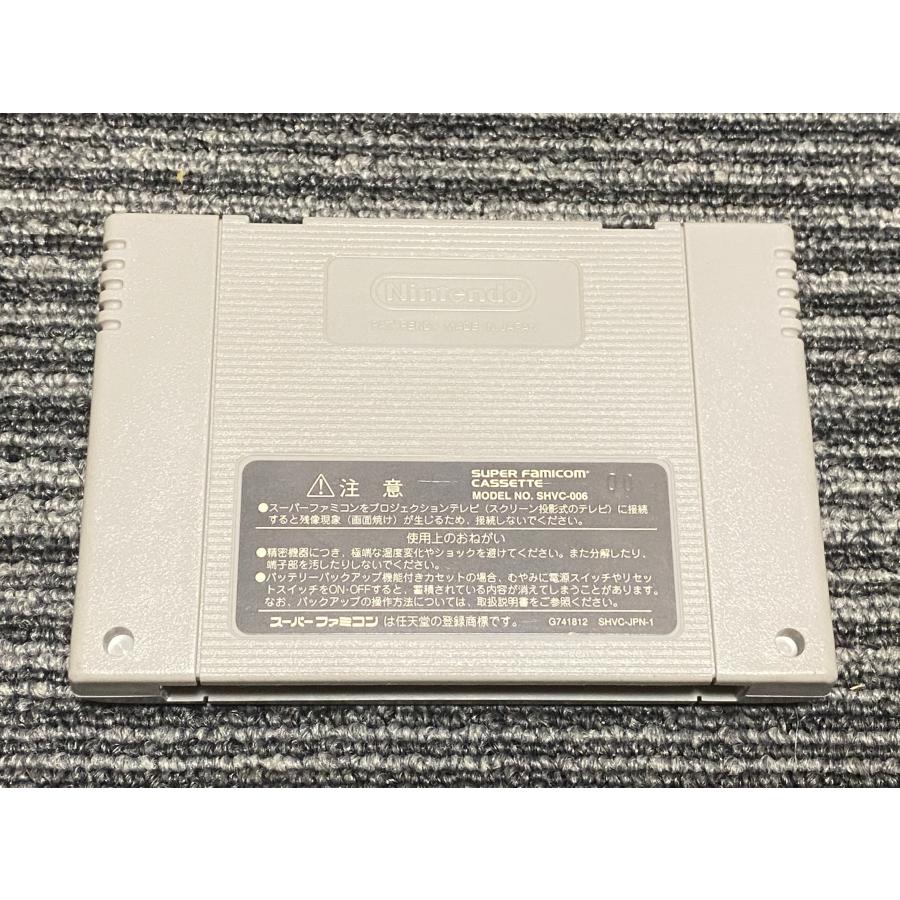 Nintendo
PAT. PEND. MADE IN JAPAN
⚠注 意
SUPER FAMICOM
CASSETTE
MODEL NO. SHVC-006
00
●スーパーファミコンをプロジェクションテレビ(スクリーン投影式のテレビ)に接続
すると残像現象(画面焼け)が生じるため、接続しないでください。
使用上のおねがい
●精密機器につき、極端な温度変化やショックを避けてください。また分解したり、
端子部を汚したりしないでください。
●バッテリーバックアップ機能付きカセットの場合、むやみに電源スイッチやリセッ
トスイッチをON・OFFすると、蓄積されている内容が消えてしまうことがあります。
なお、バックアップの操作方法については、取扱説明書をご参照ください。
スーパーファミコンは任天堂の登録商標です。 G741812 SHVC-JPN-1